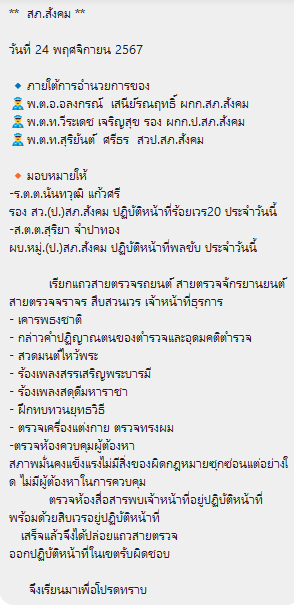 ** สภ.สังคม **
วันที่ 24 พฤศจิกายน 2567
🔹ภายใต้การอำนวยการของ
👮พ.ต.อ.อลงกรณ์ เสนีย์รณฤทธิ์ ผกก.สภ.สังคม
👮พ.ต.ท.วีระเดช เจริญสุข รอง ผกก.ป.สภ.สังคม
👮พ.ต.ท.สุริยันต์ ศรีธร สวป.สภ.สังคม
🔸มอบหมายให้
-ร.ต.ต.นันทวุฒิ แก้วศรี
รอง สว.(ป.)สภ.สังคม ปฏิบัติหน้าที่ร้อยเวร20 ประจำวันนี้
-ส.ต.ต.สุริยา จำปาทอง
ผบ.หมู่.(ป.)สภ.สังคม ปฏิบัติหน้าที่พลขับ ประจำวันนี้
เรียกแถวสายตรวจรถยนต์ สายตรวจจักรยานยนต์
สายตรวจจราจร สืบสวนเวร เจ้าหน้าที่ธุรการ
- เคารพธงชาติ
- กล่าวคำปฏิญาณตนของตำรวจและอุดมคติตำรวจ
- สวดมนต์ไหว้พระ
- ร้องเพลงสรรเสริญพระบารมี
- ร้องเพลงสดุดีมหาราชา
- ฝึกทบทวนยุทธวิธี
- ตรวจเครื่องแต่งกาย ตรวจทรงผม
-ตรวจห้องควบคุมผู้ต้องหา
สภาพมั่นคงแข็งแรงไม่มีสิ่งของผิดกฎหมายซุกซ่อนแต่อย่างใ
ด ไม่มีผู้ต้องหาในการควบคุม
ตรวจห้องสื่อสารพบเจ้าหน้าที่อยู่ปฏิบัติหน้าที่
พร้อมด้วยสิบเวรอยู่ปฏิบัติหน้าที่
เสร็จแล้วจึงได้ปล่อยแถวสายตรวจ
ออกปฏิบัติหน้าที่ในเขตรับผิดชอบ
จึงเรียนมาเพื่อโปรดทราบ